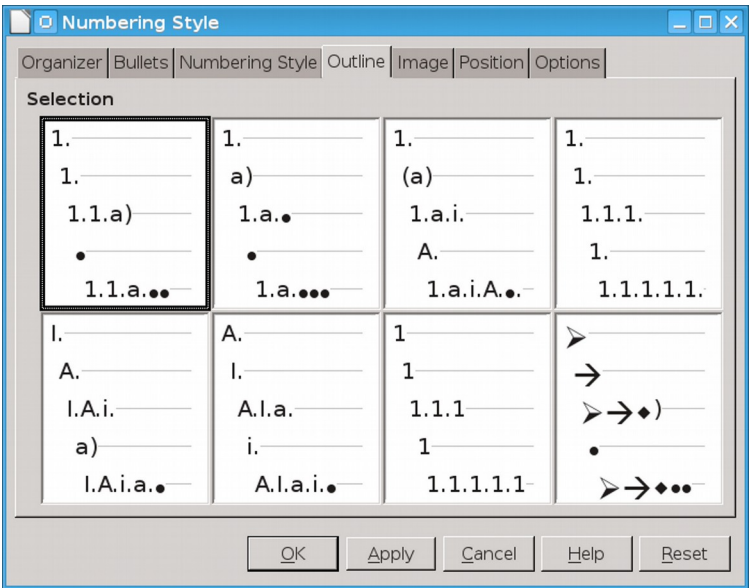 Numbering Style
Organizer Bullets Numbering Style Outline Image Position Options
Selection
1. 1. 1. 1.
1. a) (a) 1.
1.1.a) 1.a.● 1.a.i. 1.1.1.
● ● A. 1.
1.1.a.●● 1.a.●●● 1.a.i.A.●. 1.1.1.1.1.
I. A. 1 ➢
A. I. 1 →
I.A.i. A.I.a. 1.1.1 ➢→◆)
a) i. 1 ●
I.A.i.a.● A.I.a.i.● 1.1.1.1.1 ➢→◆●●
OK Apply Cancel Help Reset